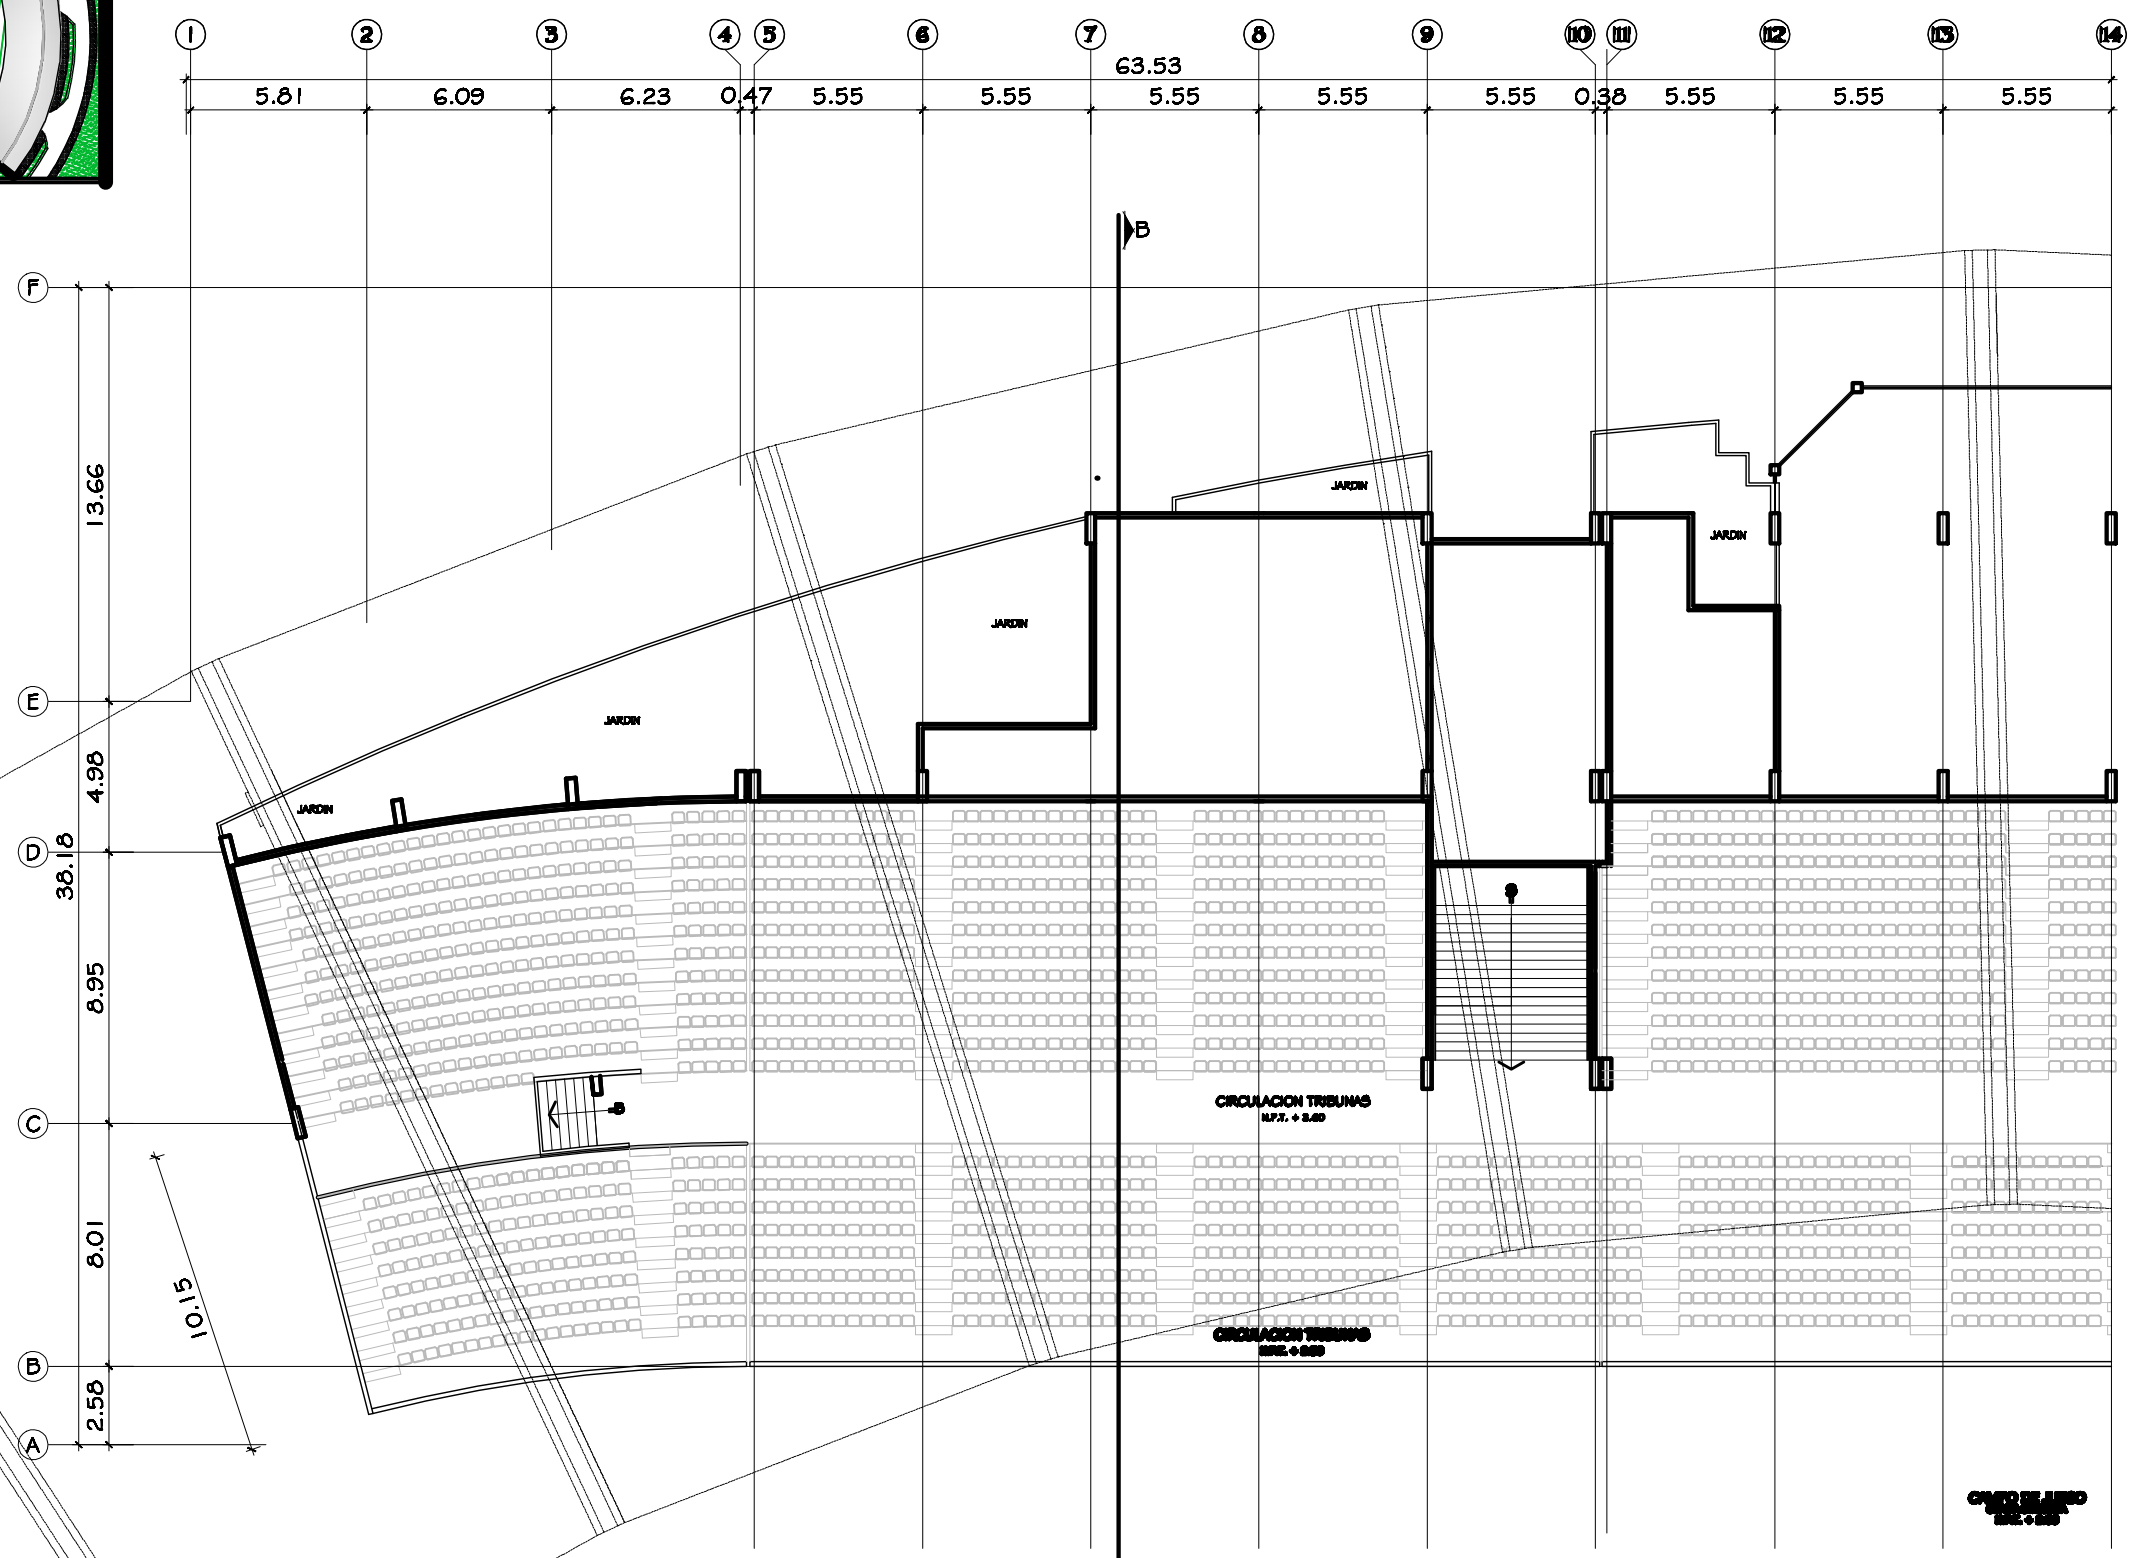 1 2 3 4 5 6 7 8 9 10 11 12 13 14
63.53
5.81 6.09 6.23 0.47 5.55 5.55 5.55 5.55 5.55 0.38 5.55 5.55 5.55
B
F
13.66
JARDIN
JARDIN
JARDIN
E
JARDIN
4.98
JARDIN
D
38.18
8.95
S
CIRCULACION TRIBUNAS
N.P.T. +
C
8.01
10.15
CIRCULACION TRIBUNAS
B
2.58
A
CAMPO DE JUEGO